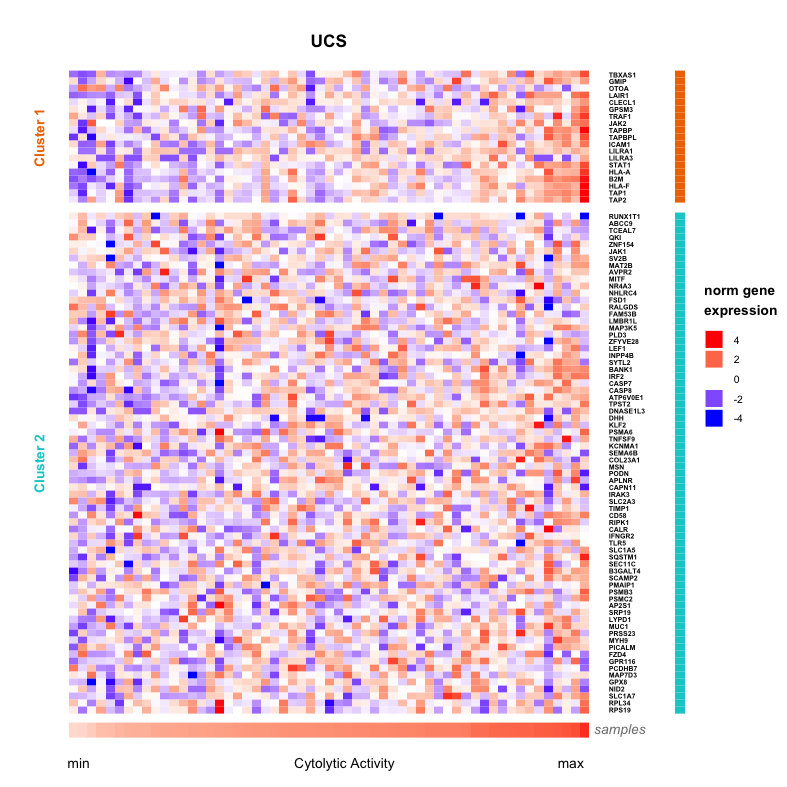 UCS
Cluster 1
TBXAS1
GMIP
OTOA
LAIR1
CLECL1
GPSM3
TRAF1
JAK2
TAPBP
TAPBPL
ICAM1
LILRA1
LILRA3
STAT1
HLA-A
B2M
HLA-F
TAP1
TAP2
Cluster 2
RUNX1T1
ABCC9
TCEAL7
QKI
ZNF154
JAK1
SV2B
MAT2B
AVPR2
MITF
NR4A3
NHLRC4
FSD1
RALGDS
FAM53B
LMBR1L
MAP3K5
PLD3
ZFYVE28
LEF1
INPP4B
SYTL2
BANK1
IRF2
CASP7
CASP8
ATP6V0E1
TPST2
DNASE1L3
DHH
KLF2
PSMA6
TNFSF9
KCNMA1
SEMA6B
COL23A1
MSN
PODN
APLNR
CAPN11
IRAK3
SLC2A3
TIMP1
CD58
RIPK1
CALR
IFNGR2
TLR5
SLC1A5
SQSTM1
SEC11C
B3GALT4
SCAMP2
PMAIP1
PSMB3
PSMC2
AP2S1
SRP19
LYPD1
MUC1
PRSS23
MYH9
PICALM
FZD4
GPR116
PCDHB7
MAP7D3
GPX8
NID2
SLC1A7
RPL34
RPS19
norm gene
expression
4
2
0
-2
-4
samples
min Cytolytic Activity max